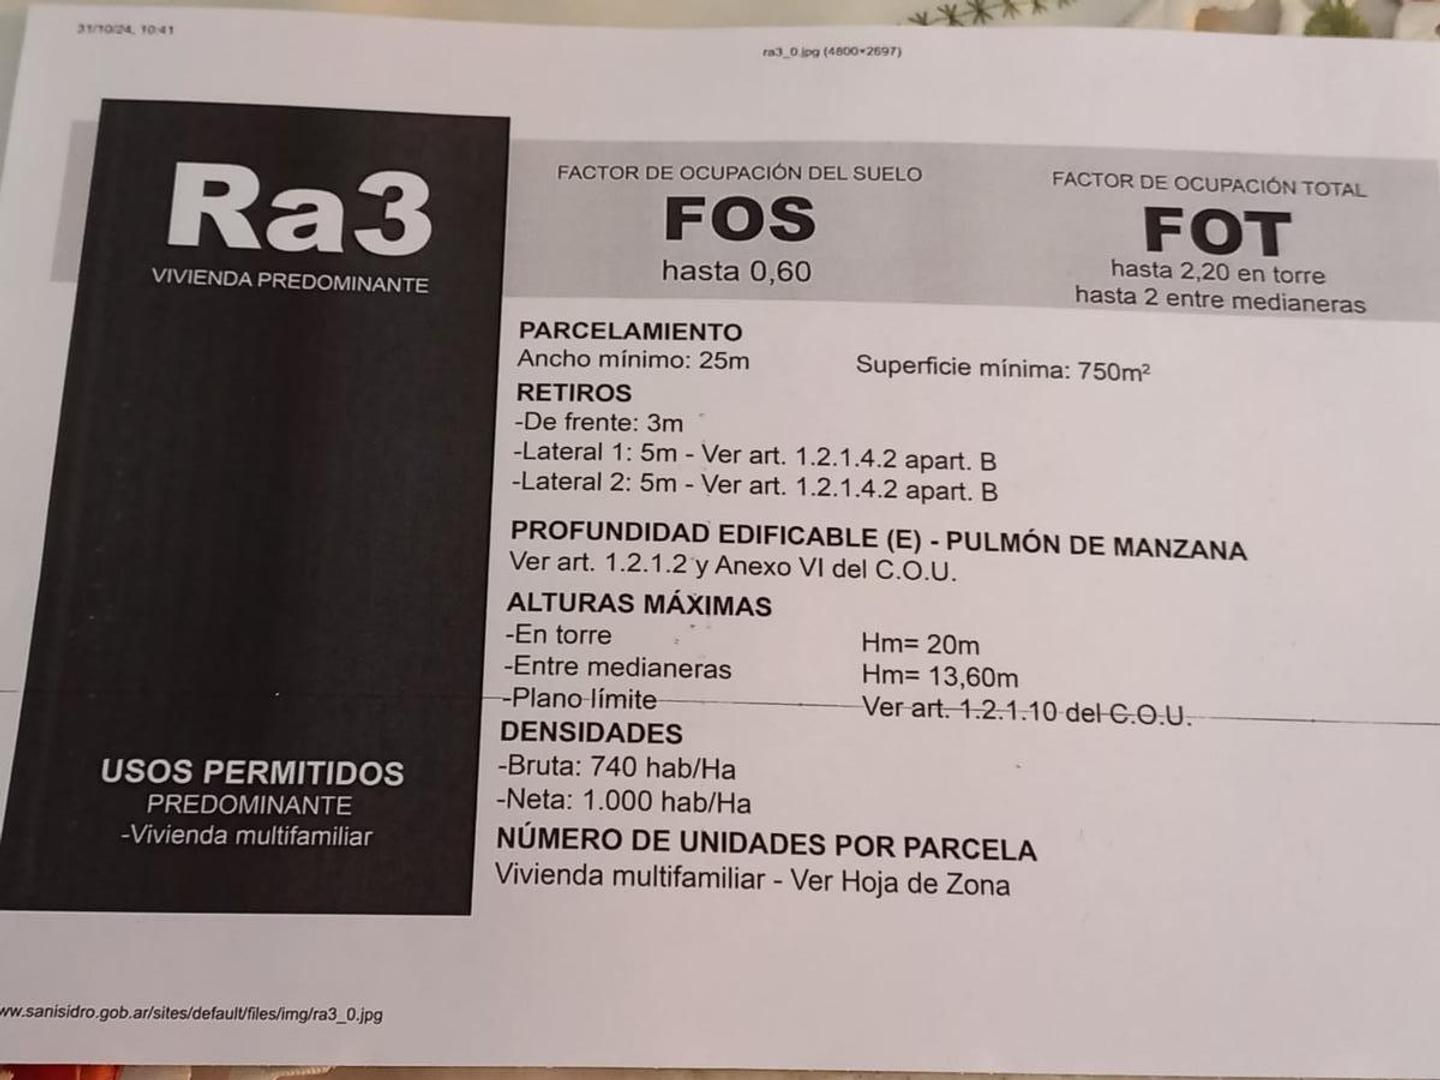 31/10/24, 10:41
ra3_0.jpg (4800×2697)
Ra3
VIVIENDA PREDOMINANTE
USOS PERMITIDOS
PREDOMINANTE
-Vivienda multifamiliar
FACTOR DE OCUPACIÓN DEL SUELO
FOS
hasta 0,60
FACTOR DE OCUPACIÓN TOTAL
FOT
hasta 2,20 en torre
hasta 2 entre medianeras
PARCELAMIENTO
Ancho mínimo: 25m Superficie mínima: 750m²
RETIROS
-De frente: 3m
-Lateral 1: 5m - Ver art. 1.2.1.4.2 apart. B
-Lateral 2: 5m - Ver art. 1.2.1.4.2 apart. B
PROFUNDIDAD EDIFICABLE (E) - PULMÓN DE MANZANA
Ver art. 1.2.1.2 y Anexo VI del C.O.U.
ALTURAS MÁXIMAS
-En torre Hm= 20m
-Entre medianeras Hm= 13,60m
-Plano límite Ver art. 1.2.1.10 del C.O.U.
DENSIDADES
-Bruta: 740 hab/Ha
-Neta: 1.000 hab/Ha
NÚMERO DE UNIDADES POR PARCELA
Vivienda multifamiliar - Ver Hoja de Zona
ww.sanisidro.gob.ar/sites/default/files/img/ra3_0.jpg